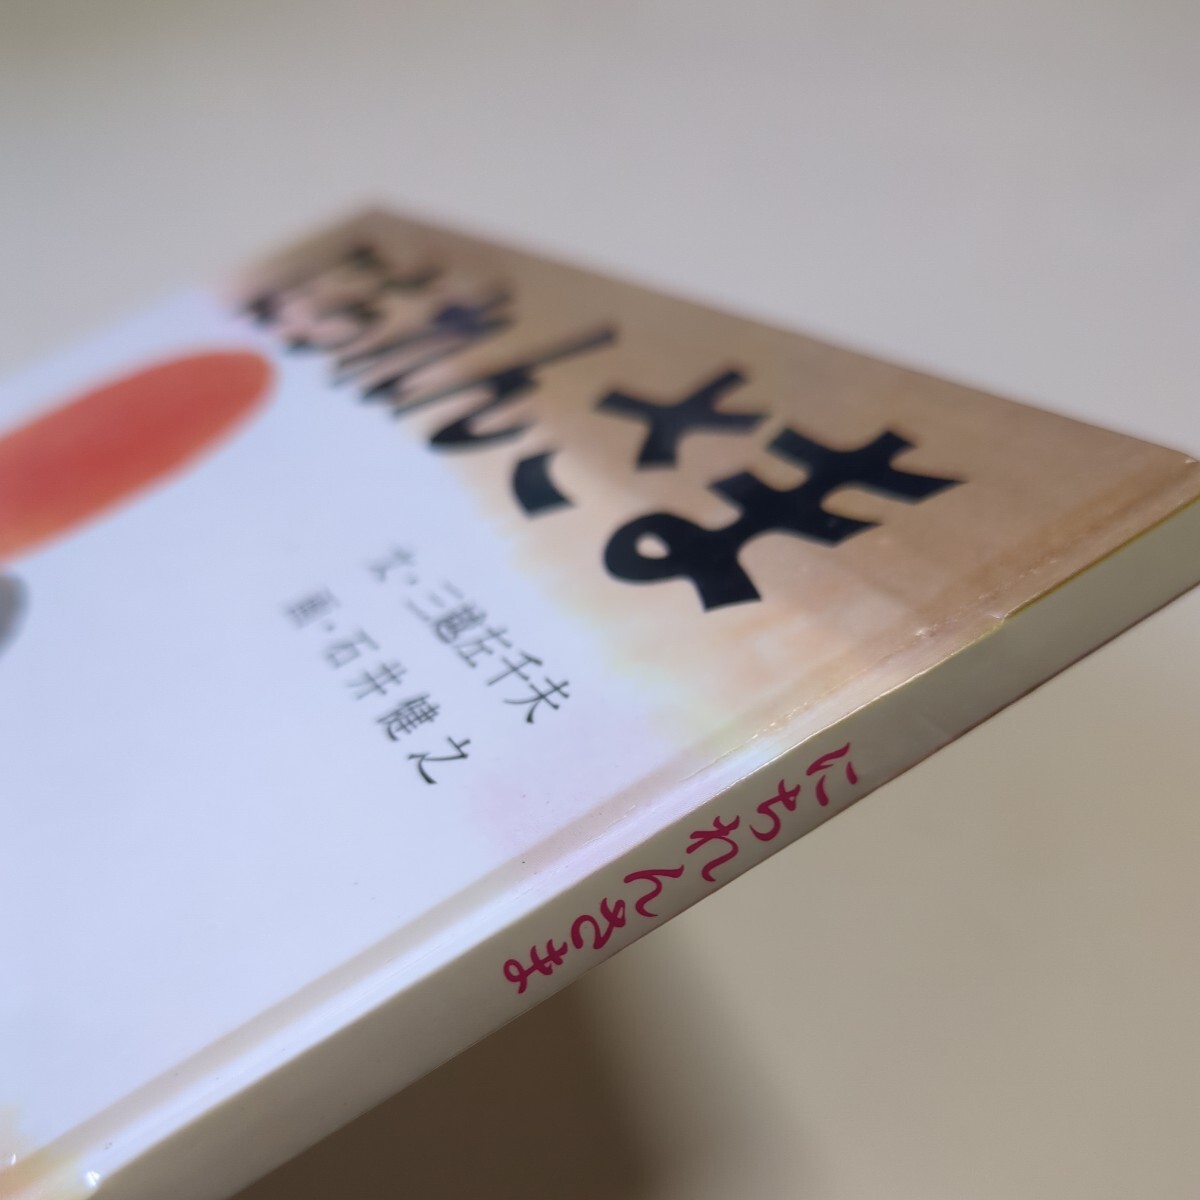 にちれんさま
文・三越左千夫
画・石井健之
にちれんさま